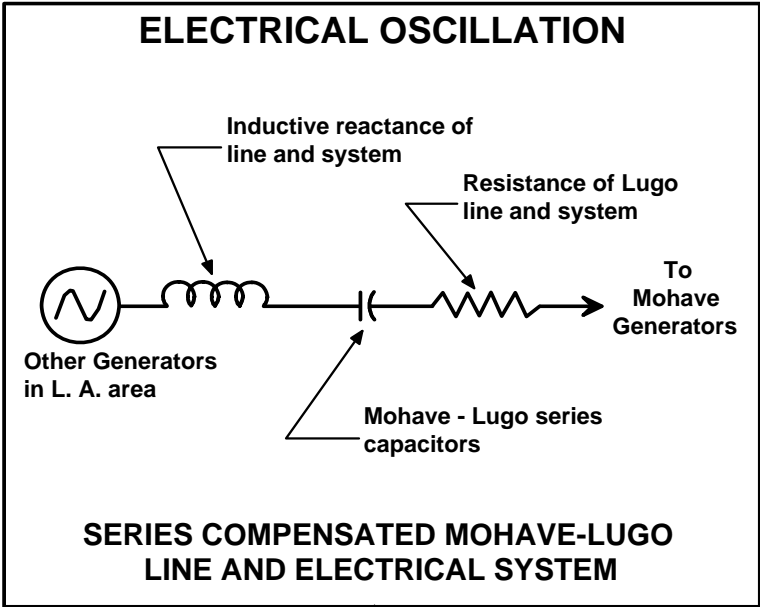 ELECTRICAL OSCILLATION
Inductive reactance of
line and system
Resistance of Lugo
line and system
To
Mohave
Generators
Other Generators
in L. A. area
Mohave - Lugo series
capacitors
SERIES COMPENSATED MOHAVE-LUGO
LINE AND ELECTRICAL SYSTEM